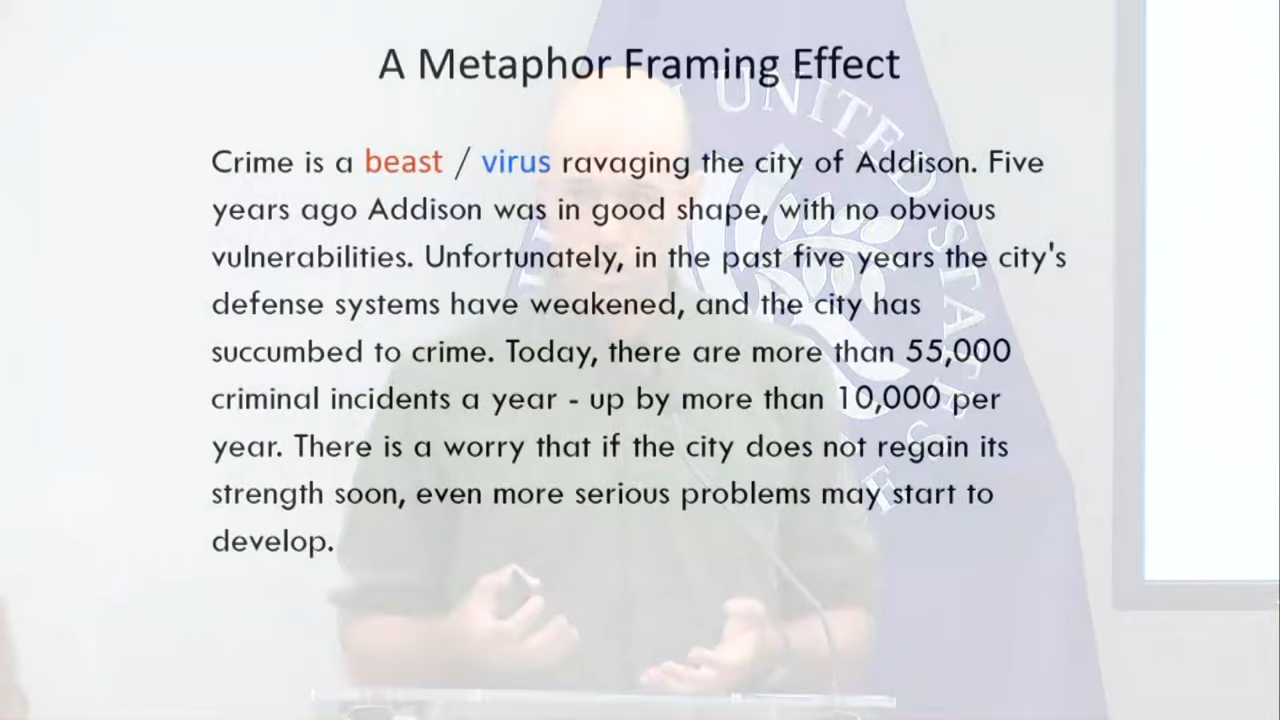 A Metaphor Framing Effect
Crime is a beast / virus ravaging the city of Addison. Five
years ago Addison was in good shape, with no obvious
vulnerabilities. Unfortunately, in the past five years the city's
defense systems have weakened, and the city has
succumbed to crime. Today, there are more than 55,000
criminal incidents a year - up by more than 10,000 per
year. There is a worry that if the city does not regain its
strength soon, even more serious problems may start to
develop.
UNITED STATES